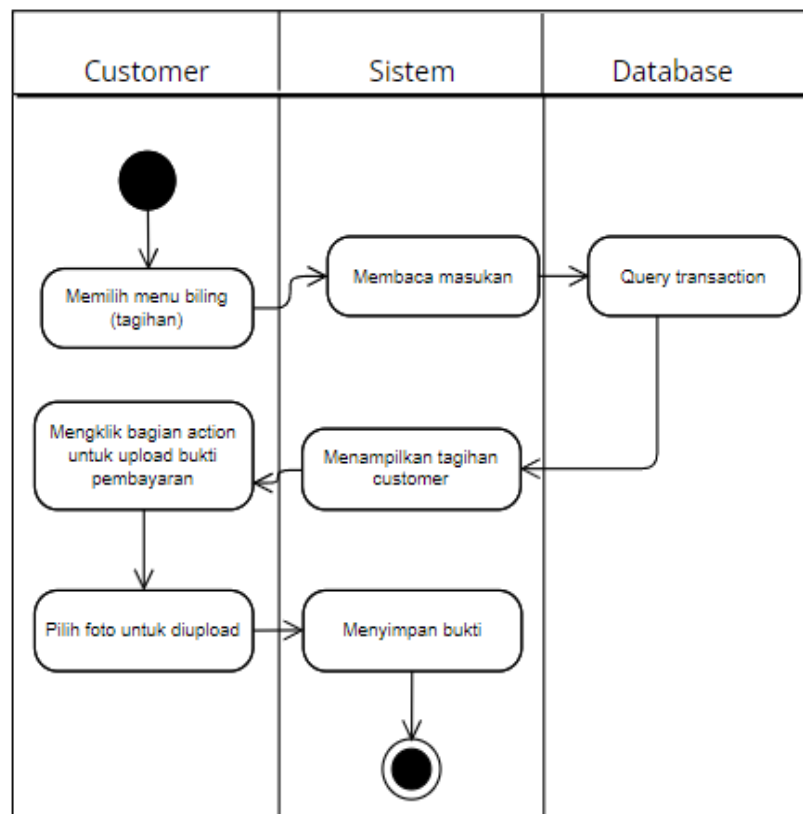 Customer
Sistem
Database
Memilih menu biling
(tagihan)
Membaca masukan
Query transaction
Mengklik bagian action
untuk upload bukti
pembayaran
Menampilkan tagihan
customer
Pilih foto untuk diupload
Menyimpan bukti